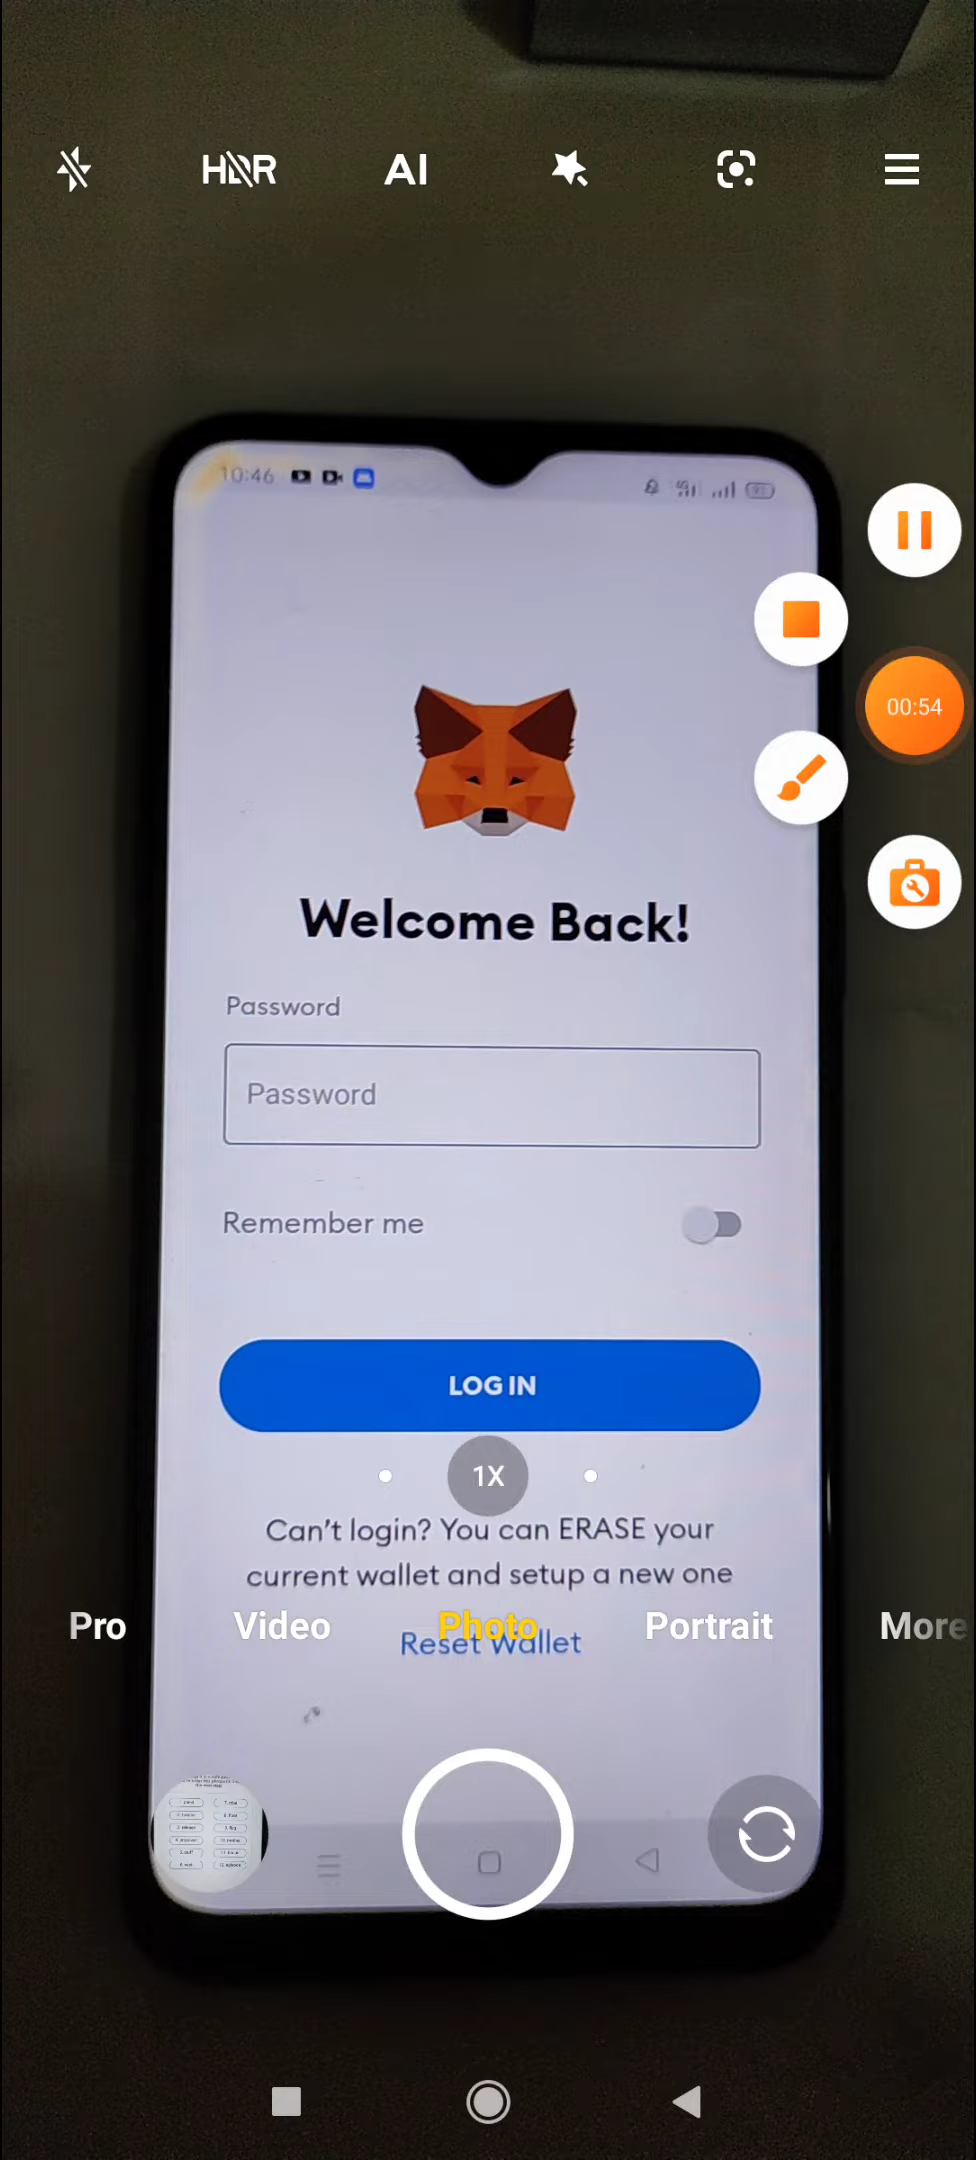 HDR
AI
10:46
4G
00:54
Welcome Back!
Password
Password
Remember me
LOG IN
1X
Can't login? You can ERASE your
current wallet and setup a new one
Pro
Video
Photo
Portrait
More
Reset Wallet